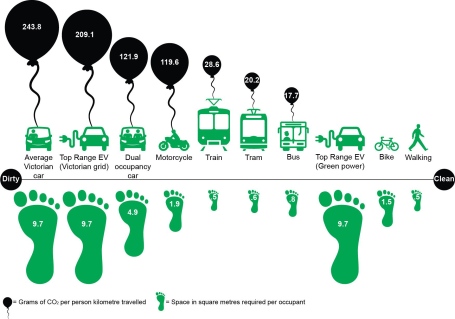 243.8
209.1
121.9
119.6
28.6
20.2
17.7
Average Victorian car
Top Range EV (Victorian grid)
Dual occupancy car
Motorcycle
Train
Tram
Bus
Top Range EV (Green power)
Bike
Walking
Dirty
Clean
9.7
9.7
4.9
1.9
.5
.6
.8
9.7
1.5
.5
= Grams of CO₂ per person kilometre travelled
= Space in square metres required per occupant